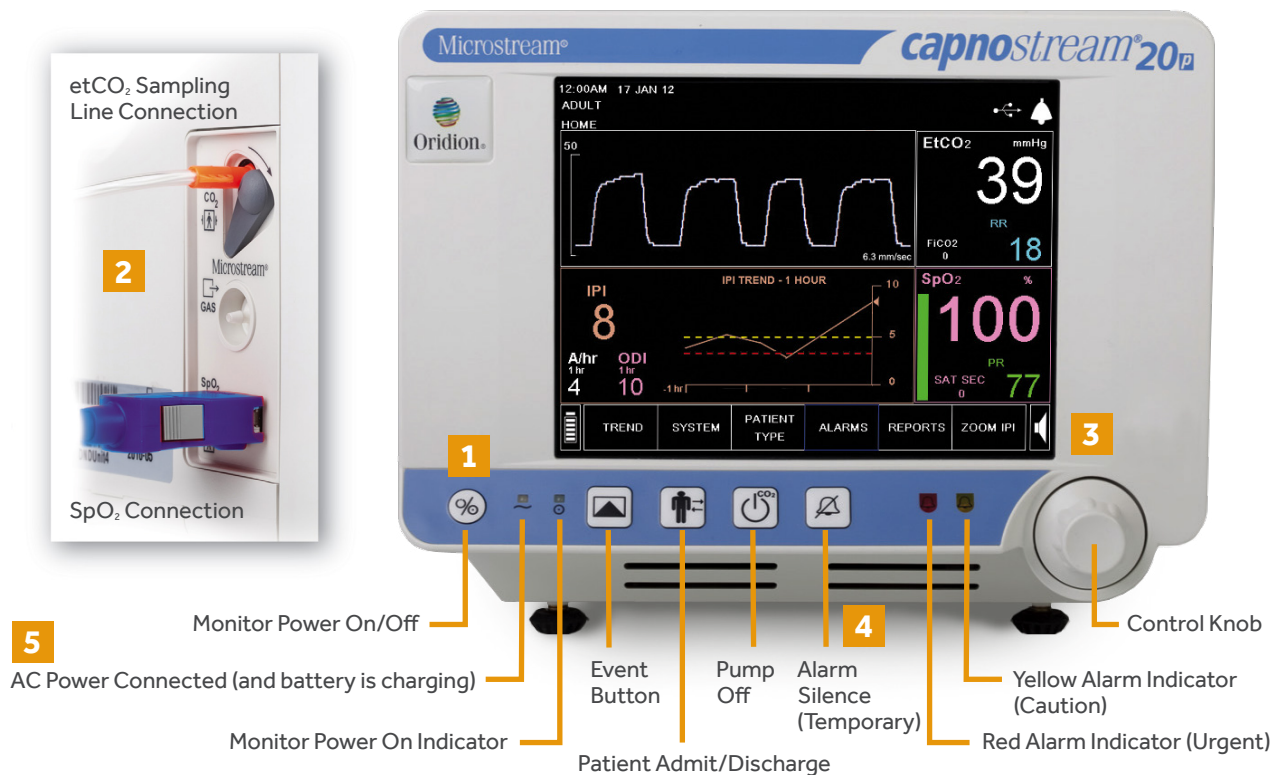 etCO₂ Sampling
Line Connection
CO₂
2
Microstream®
GAS
SpO₂
2010-05
SpO₂ Connection
Microstream®
capnostream®20P
Oridion®
12:00AM 17 JAN 12
ADULT
HOME
50
6.3 mm/sec
EtCO2 mmHg
39
RR
FiCO2
0
18
IPI
8
IPI TREND - 1 HOUR
10
5
0
-1 hr
A/hr ODI
1 hr 1 hr
4 10
SpO2 %
100
PR
SAT SEC
0
77
TREND
SYSTEM
PATIENT
TYPE
ALARMS
REPORTS
ZOOM IPI
3
1
CO₂
4
5
Monitor Power On/Off
AC Power Connected (and battery is charging)
Monitor Power On Indicator
Event
Button
Patient Admit/Discharge
Pump
Off
Alarm
Silence
(Temporary)
Control Knob
Yellow Alarm Indicator
(Caution)
Red Alarm Indicator (Urgent)